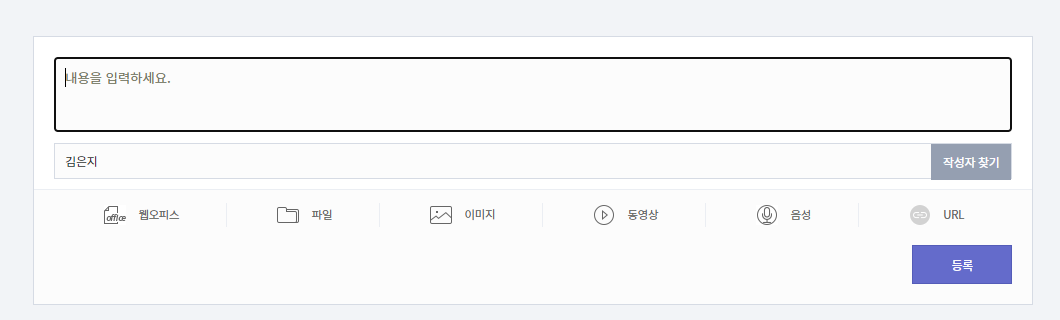 내용을 입력하세요.
김은지 작성자 찾기
office 웹오피스 파일 이미지 동영상 음성 URL
등록